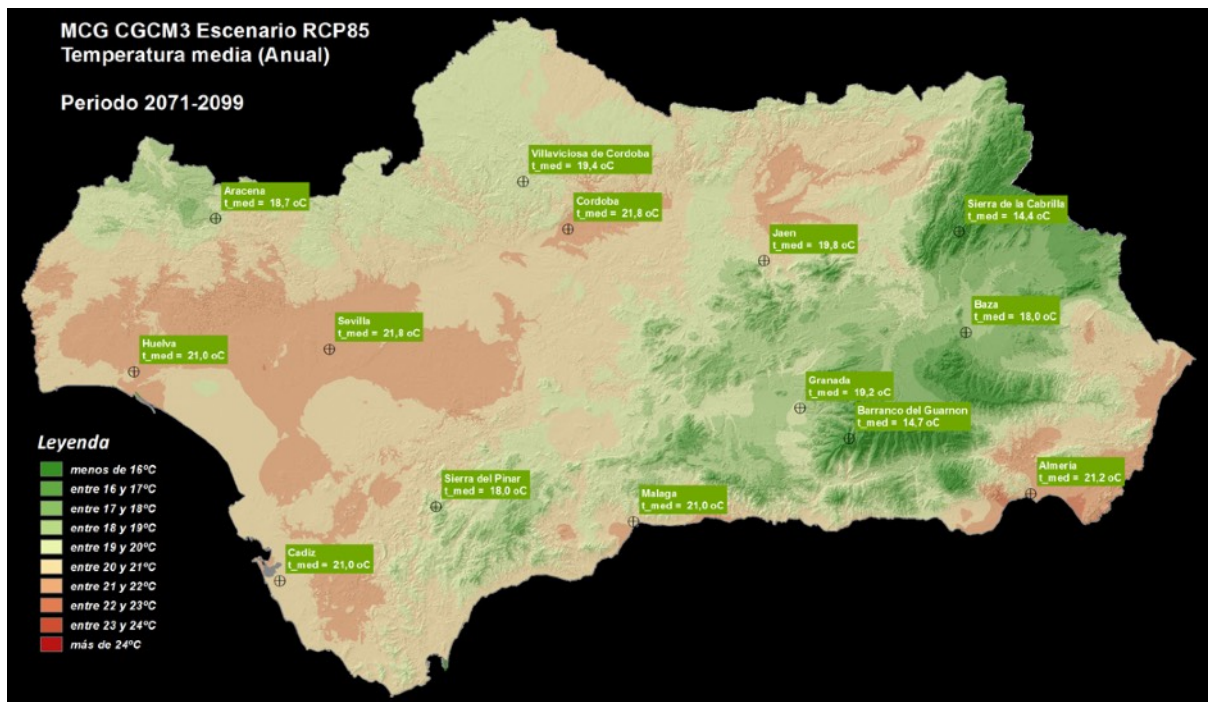 MCG CGCM3 Escenario RCP85
Temperatura media (Anual)
Periodo 2071-2099
Villaviciosa de Cordoba
t_med = 19,4 oC
Aracena
t_med = 18,7 oC
Cordoba
t_med = 21,8 oC
Sierra de la Cabrilla
t_med = 14,4 oC
Jaen
t_med = 19,8 oC
Baza
t_med = 18,0 oC
Sevilla
t_med = 21,8 oC
Huelva
t_med = 21,0 oC
Granada
t_med = 19,2 oC
Barranco del Guarnon
t_med = 14,7 oC
Almeria
t_med = 21,2 oC
Sierra del Pinar
t_med = 18,0 oC
Malaga
t_med = 21,0 oC
Cadiz
t_med = 21,0 oC
Leyenda
menos de 16ºC
entre 16 y 17ºC
entre 17 y 18ºC
entre 18 y 19ºC
entre 19 y 20ºC
entre 20 y 21ºC
entre 21 y 22ºC
entre 22 y 23ºC
entre 23 y 24ºC
más de 24ºC